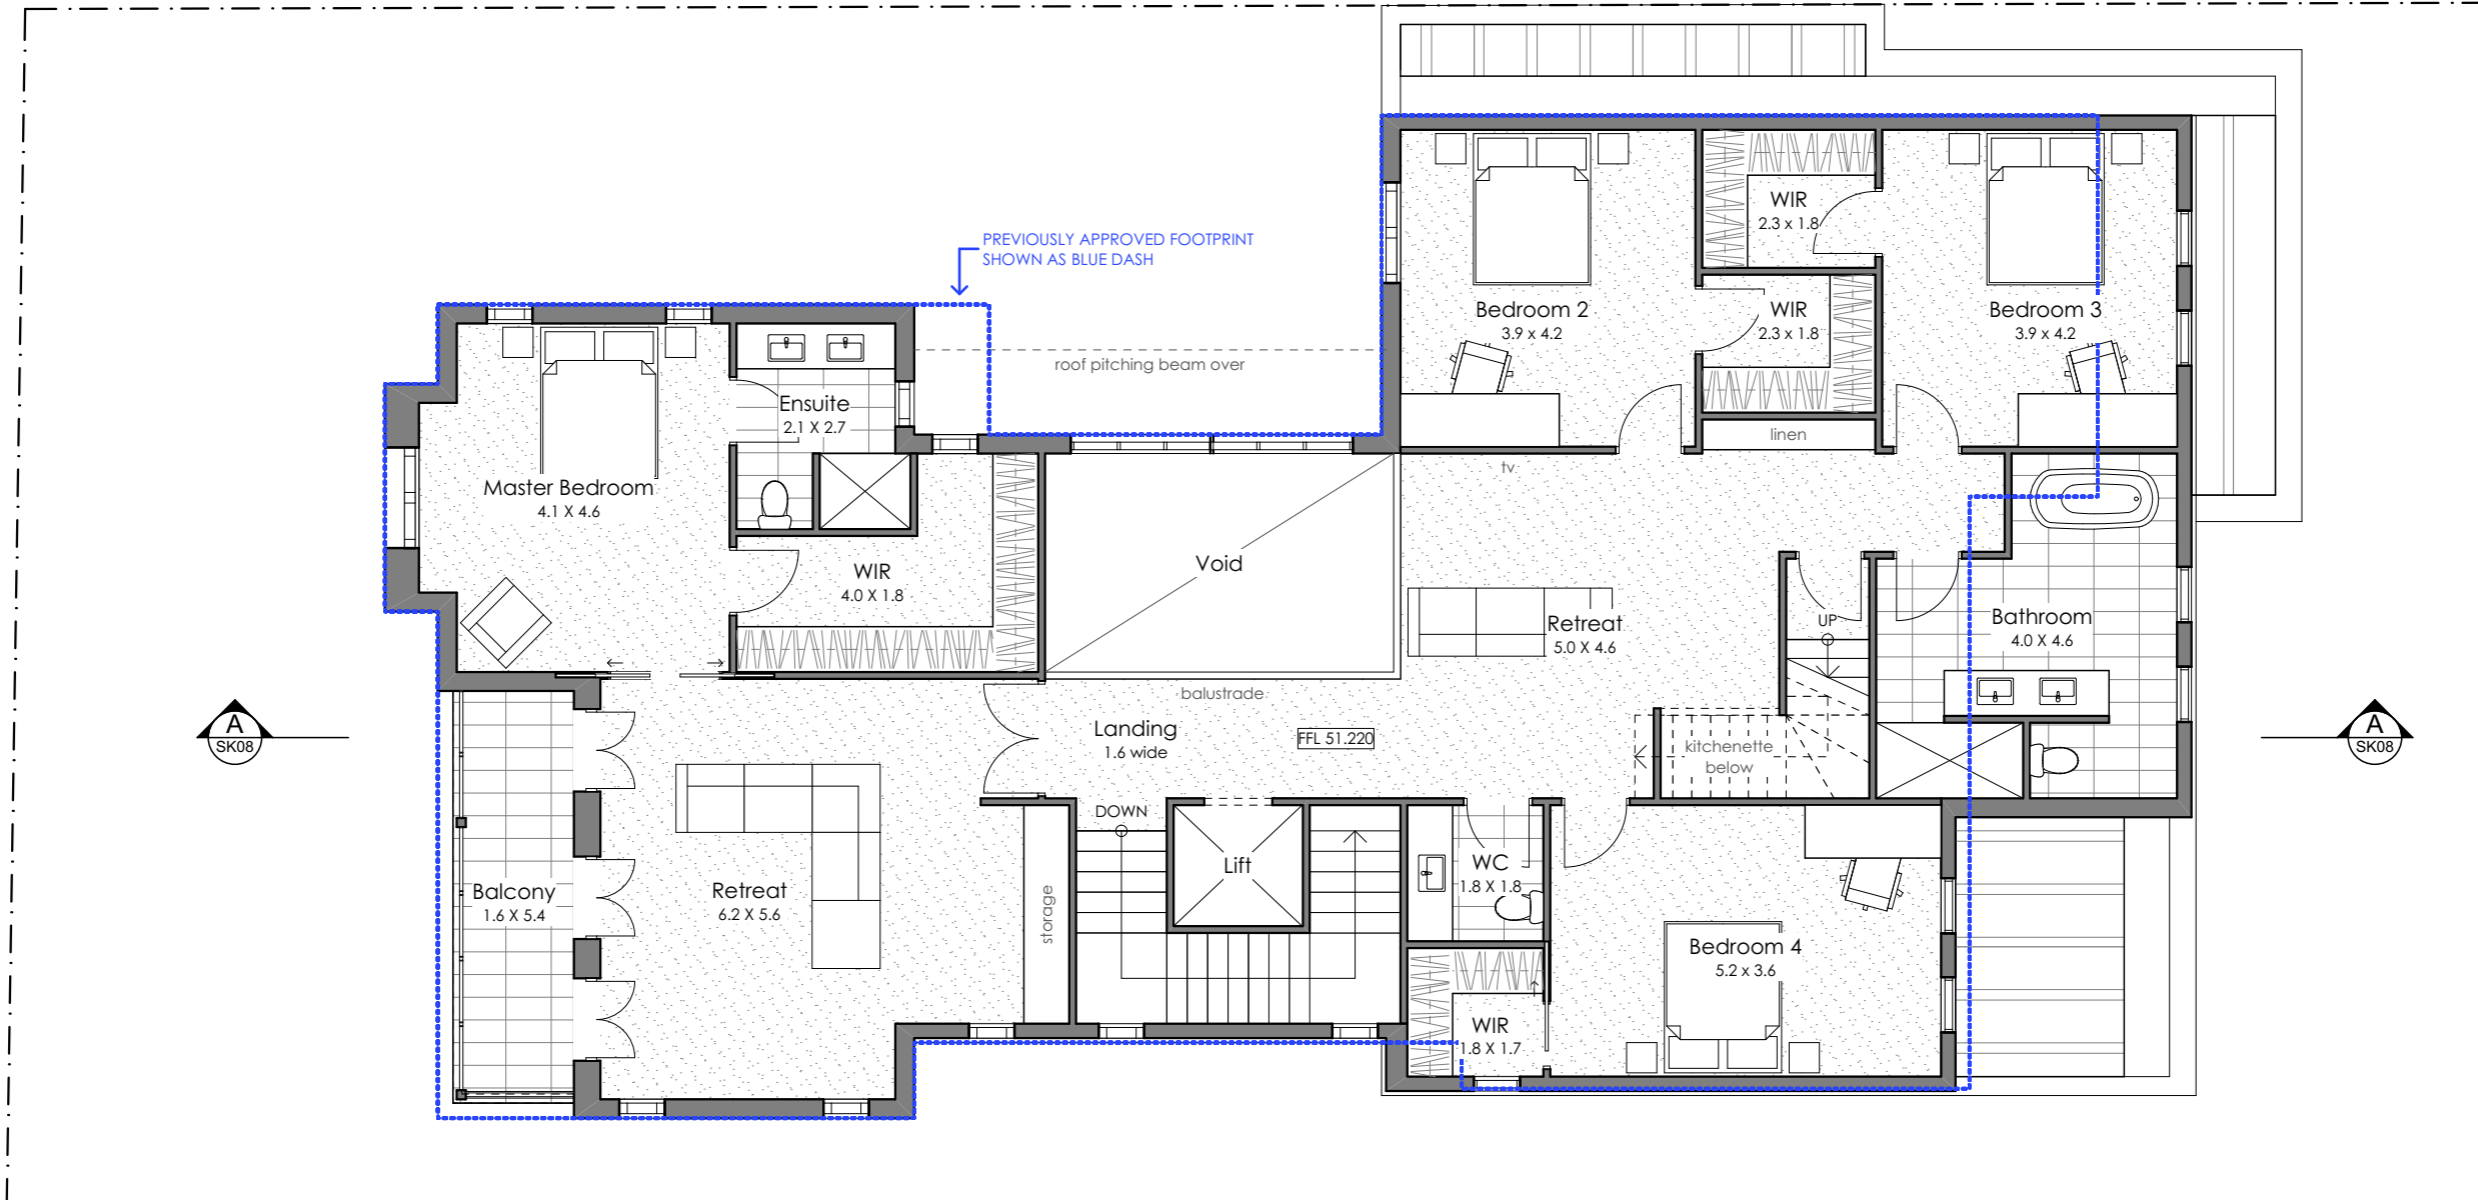 PREVIOUSLY APPROVED FOOTPRINT
SHOWN AS BLUE DASH
WIR
2.3 x 1.8
Bedroom 2
3.9 x 4.2
WIR
2.3 x 1.8
Bedroom 3
3.9 x 4.2
roof pitching beam over
Ensuite
2.1 X 2.7
linen
tv
Master Bedroom
4.1 X 4.6
Void
WIR
4.0 X 1.8
Retreat
5.0 X 4.6
UP
Bathroom
4.0 X 4.6
balustrade
A
SK08
Landing
1.6 wide
FFL 51.220
kitchenette
below
A
SK08
DOWN
Lift
WC
1.8 X 1.8
Balcony
1.6 X 5.4
Retreat
6.2 X 5.6
storage
Bedroom 4
5.2 x 3.6
WIR
1.8 X 1.7